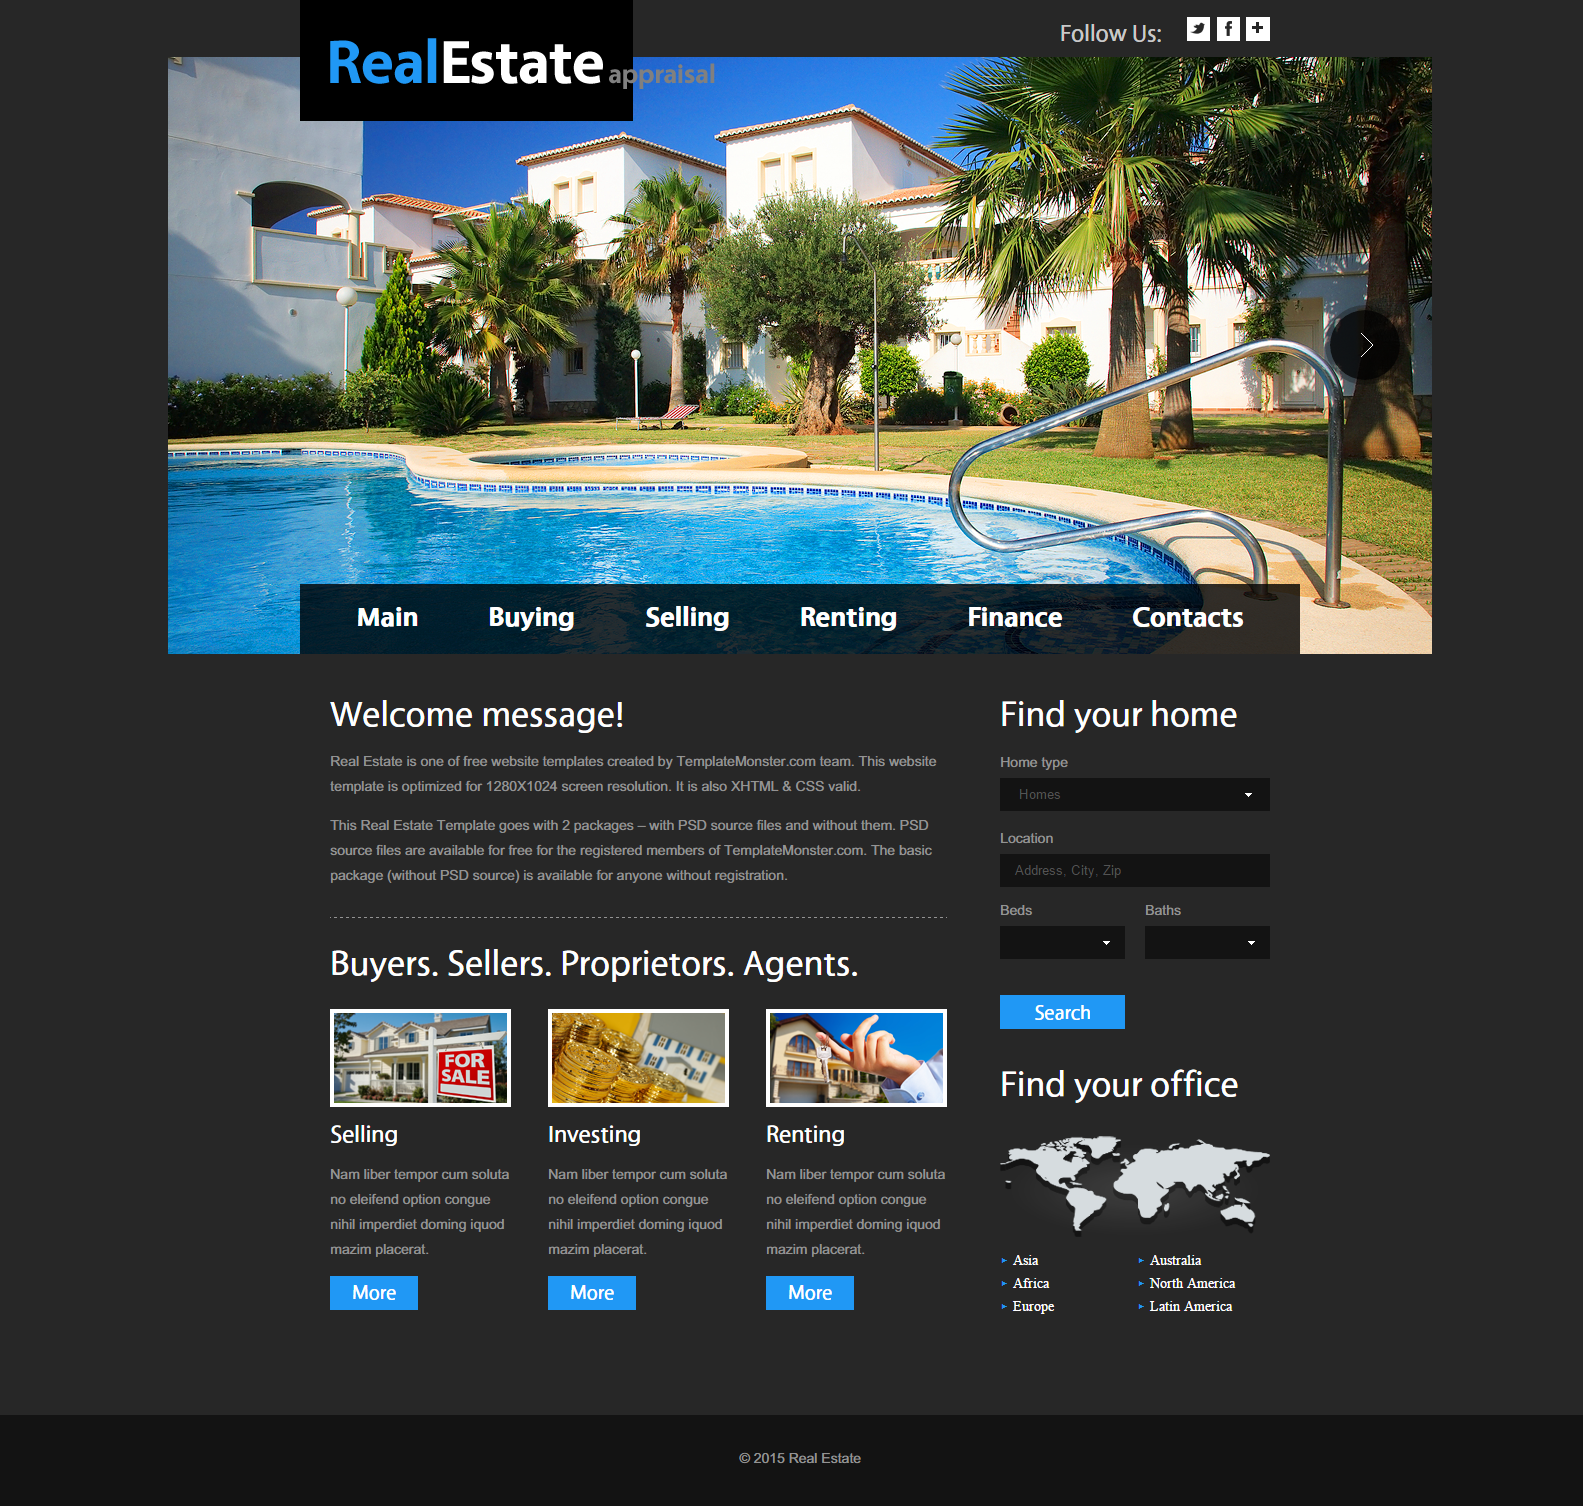 Follow Us:
RealEstate appraisal
Main Buying Selling Renting Finance Contacts
Welcome message!
Real Estate is one of free website templates created by TemplateMonster.com team. This website
template is optimized for 1280X1024 screen resolution. It is also XHTML & CSS valid.
This Real Estate Template goes with 2 packages – with PSD source files and without them. PSD
source files are available for free for the registered members of TemplateMonster.com. The basic
package (without PSD source) is available for anyone without registration.
Buyers. Sellers. Proprietors. Agents.
FOR
SALE
Selling
Nam liber tempor cum soluta
no eleifend option congue
nihil imperdiet doming iquod
mazim placerat.
More
Investing
Nam liber tempor cum soluta
no eleifend option congue
nihil imperdiet doming iquod
mazim placerat.
More
Renting
Nam liber tempor cum soluta
no eleifend option congue
nihil imperdiet doming iquod
mazim placerat.
More
Find your home
Home type
Homes
Location
Address, City, Zip
Beds Baths
Search
Find your office
Asia
Africa
Europe
Australia
North America
Latin America
© 2015 Real Estate